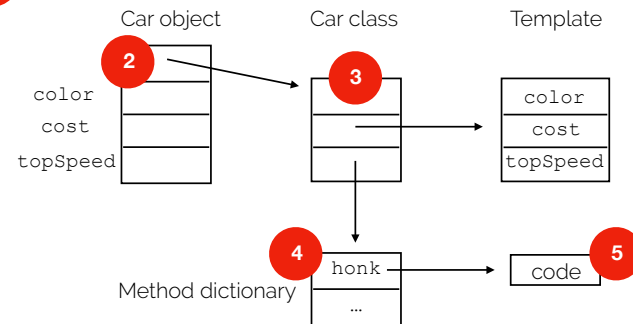 Car object
Car class
Template
2
3
color
cost
topSpeed
color
cost
topSpeed
4
5
honk
code
Method dictionary
...